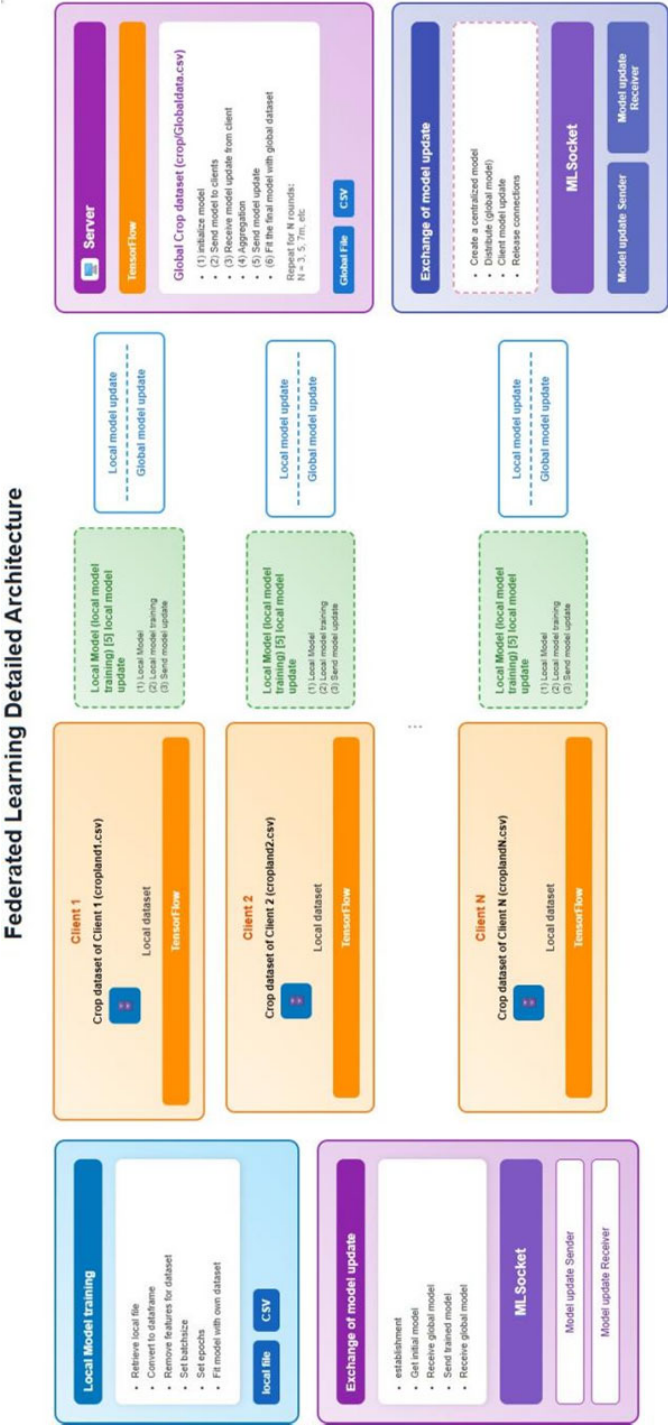 Federated Learning Detailed Architecture
Local Model training
• Retrieve local file
• Convert to dataframe
• Remove features for dataset
• Set batchsize
• Set epochs
• Fit model with own dataset
local file
CSV
Exchange of model update
• establishment
• Get initial model
• Receive global model
• Send trained model
• Receive global model
MLSocket
Model update Sender
Model update Receiver
Client 1
Crop dataset of Client 1 (cropland1.csv)
Local dataset
TensorFlow
Client 2
Crop dataset of Client 2 (cropland2.csv)
Local dataset
TensorFlow
...
Client N
Crop dataset of Client N (croplandN.csv)
Local dataset
TensorFlow
Local Model (local model
training) [5] local model
update
(1) Local Model
(2) Local model training
(3) Send model update
Local Model (local model
training) [5] local model
update
(1) Local Model
(2) Local model training
(3) Send model update
Local Model (local model
training) [5] local model
update
(1) Local Model
(2) Local model training
(3) Send model update
Local model update
Global model update
Local model update
Global model update
Local model update
Global model update
Server
TensorFlow
Global Crop dataset (crop/Globaldata.csv)
• (1) initialize model
• (2) Send model to clients
• (3) Receive model update from client
• (4) Aggregation
• (5) Send model update
• (6) Fit the final model with global dataset
Repeat for N rounds:
N = 3, 5, 7m, etc
Global File
CSV
Exchange of model update
• Create a centralized model
• Distribute (global model)
• Client model update
• Release connections
MLSocket
Model update Sender
Model update
Receiver